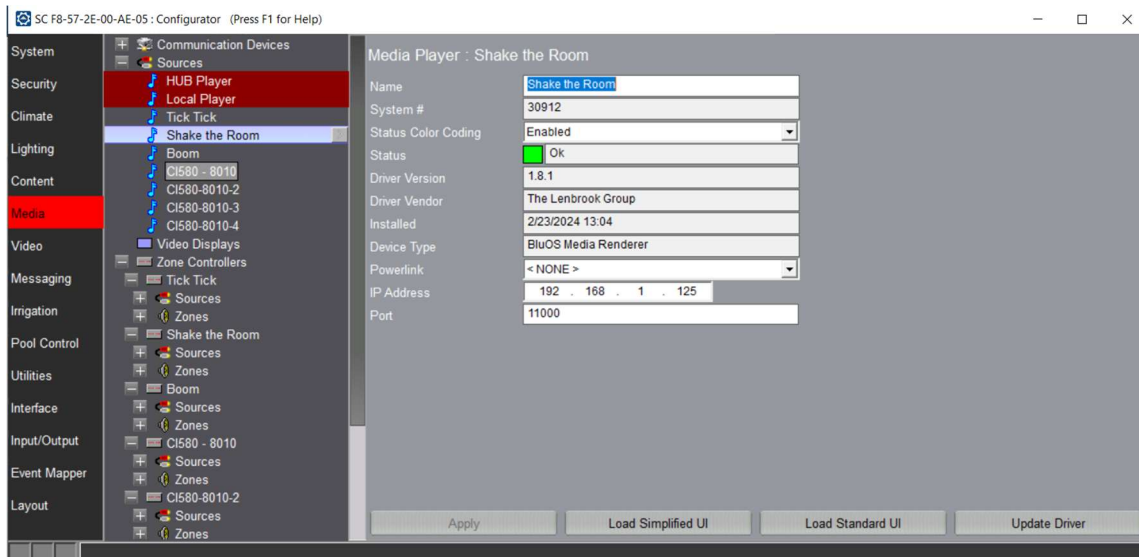 SC F8-57-2E-00-AE-05 : Configurator (Press F1 for Help)
System
Security
Climate
Lighting
Content
Media
Video
Messaging
Irrigation
Pool Control
Utilities
Interface
Input/Output
Event Mapper
Layout
Communication Devices
Sources
HUB Player
Local Player
Tick Tick
Shake the Room
Boom
CI580 - 8010
CI580-8010-2
CI580-8010-3
CI580-8010-4
Video Displays
Zone Controllers
Tick Tick
Sources
Zones
Shake the Room
Sources
Zones
Boom
Sources
Zones
CI580 - 8010
Sources
Zones
CI580-8010-2
Sources
Zones
Media Player : Shake the Room
Name Shake the Room
System # 30912
Status Color Coding Enabled
Status Ok
Driver Version 1.8.1
Driver Vendor The Lenbrook Group
Installed 2/23/2024 13:04
Device Type BluOS Media Renderer
Powerlink < NONE >
IP Address 192 . 168 . 1 . 125
Port 11000
Apply Load Simplified UI Load Standard UI Update Driver